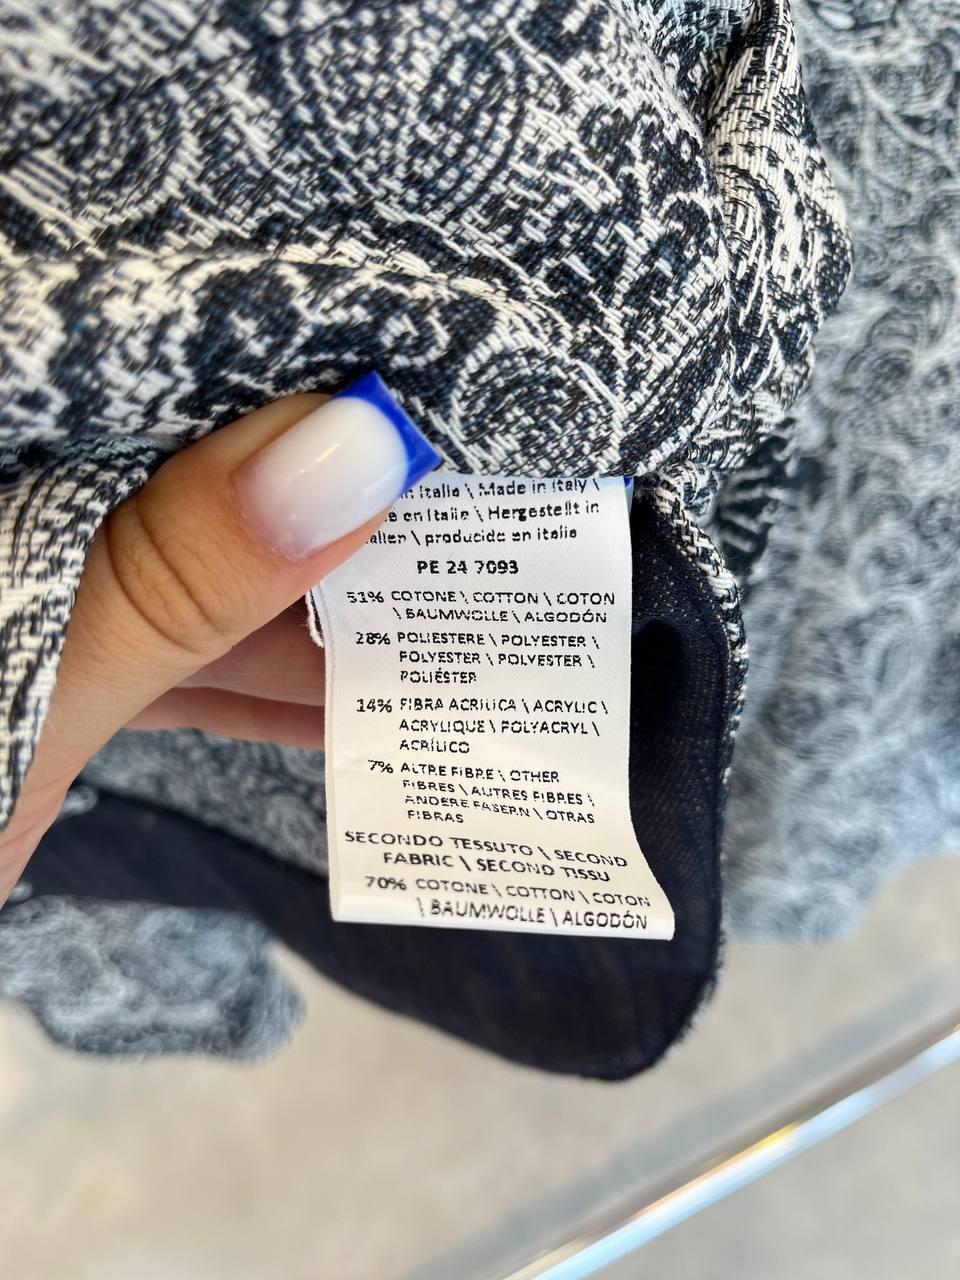 in Italia \ Made in Italy \
en Italie \ Hergestellt in
Italien \ producido en italia
PE 24 7093
51% COTONE \ COTTON \ COTON
\ BAUMWOLLE \ ALGODÓN
28% POLIESTERE \ POLYESTER \
POLYESTER \ POLYESTER \
POLIÉSTER
14% FIBRA ACRILICA \ ACRYLIC \
ACRYLIQUE \ POLYACRYL \
ACRÍLICO
7% ALTRE FIBRE \ OTHER
FIBRES \ AUTRES FIBRES \
ANDERE FASERN \ OTRAS
FIBRAS
SECONDO TESSUTO \ SECOND
FABRIC \ SECOND TISSU
70% COTONE \ COTTON \ COTON
\ BAUMWOLLE \ ALGODÓN